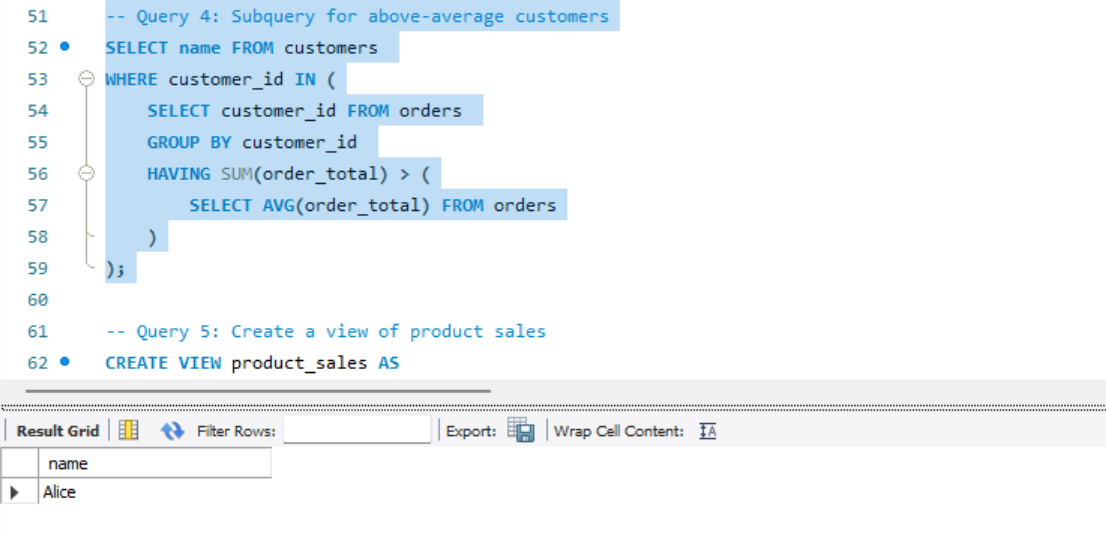 51 -- Query 4: Subquery for above-average customers
52 SELECT name FROM customers
53 WHERE customer_id IN (
54 SELECT customer_id FROM orders
55 GROUP BY customer_id
56 HAVING SUM(order_total) > (
57 SELECT AVG(order_total) FROM orders
58 )
59 );
60
61 -- Query 5: Create a view of product sales
62 CREATE VIEW product_sales AS
Result Grid Filter Rows: Export: Wrap Cell Content: IA
name
Alice